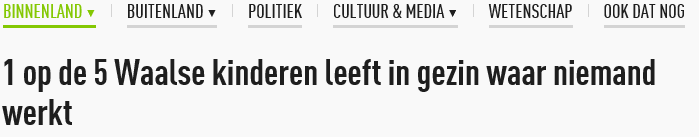 BINNENLAND ▼ BUITENLAND ▼ POLITIEK CULTUUR & MEDIA ▼ WETENSCHAP OOK DAT NOG
1 op de 5 Waalse kinderen leeft in gezin waar niemand
werkt